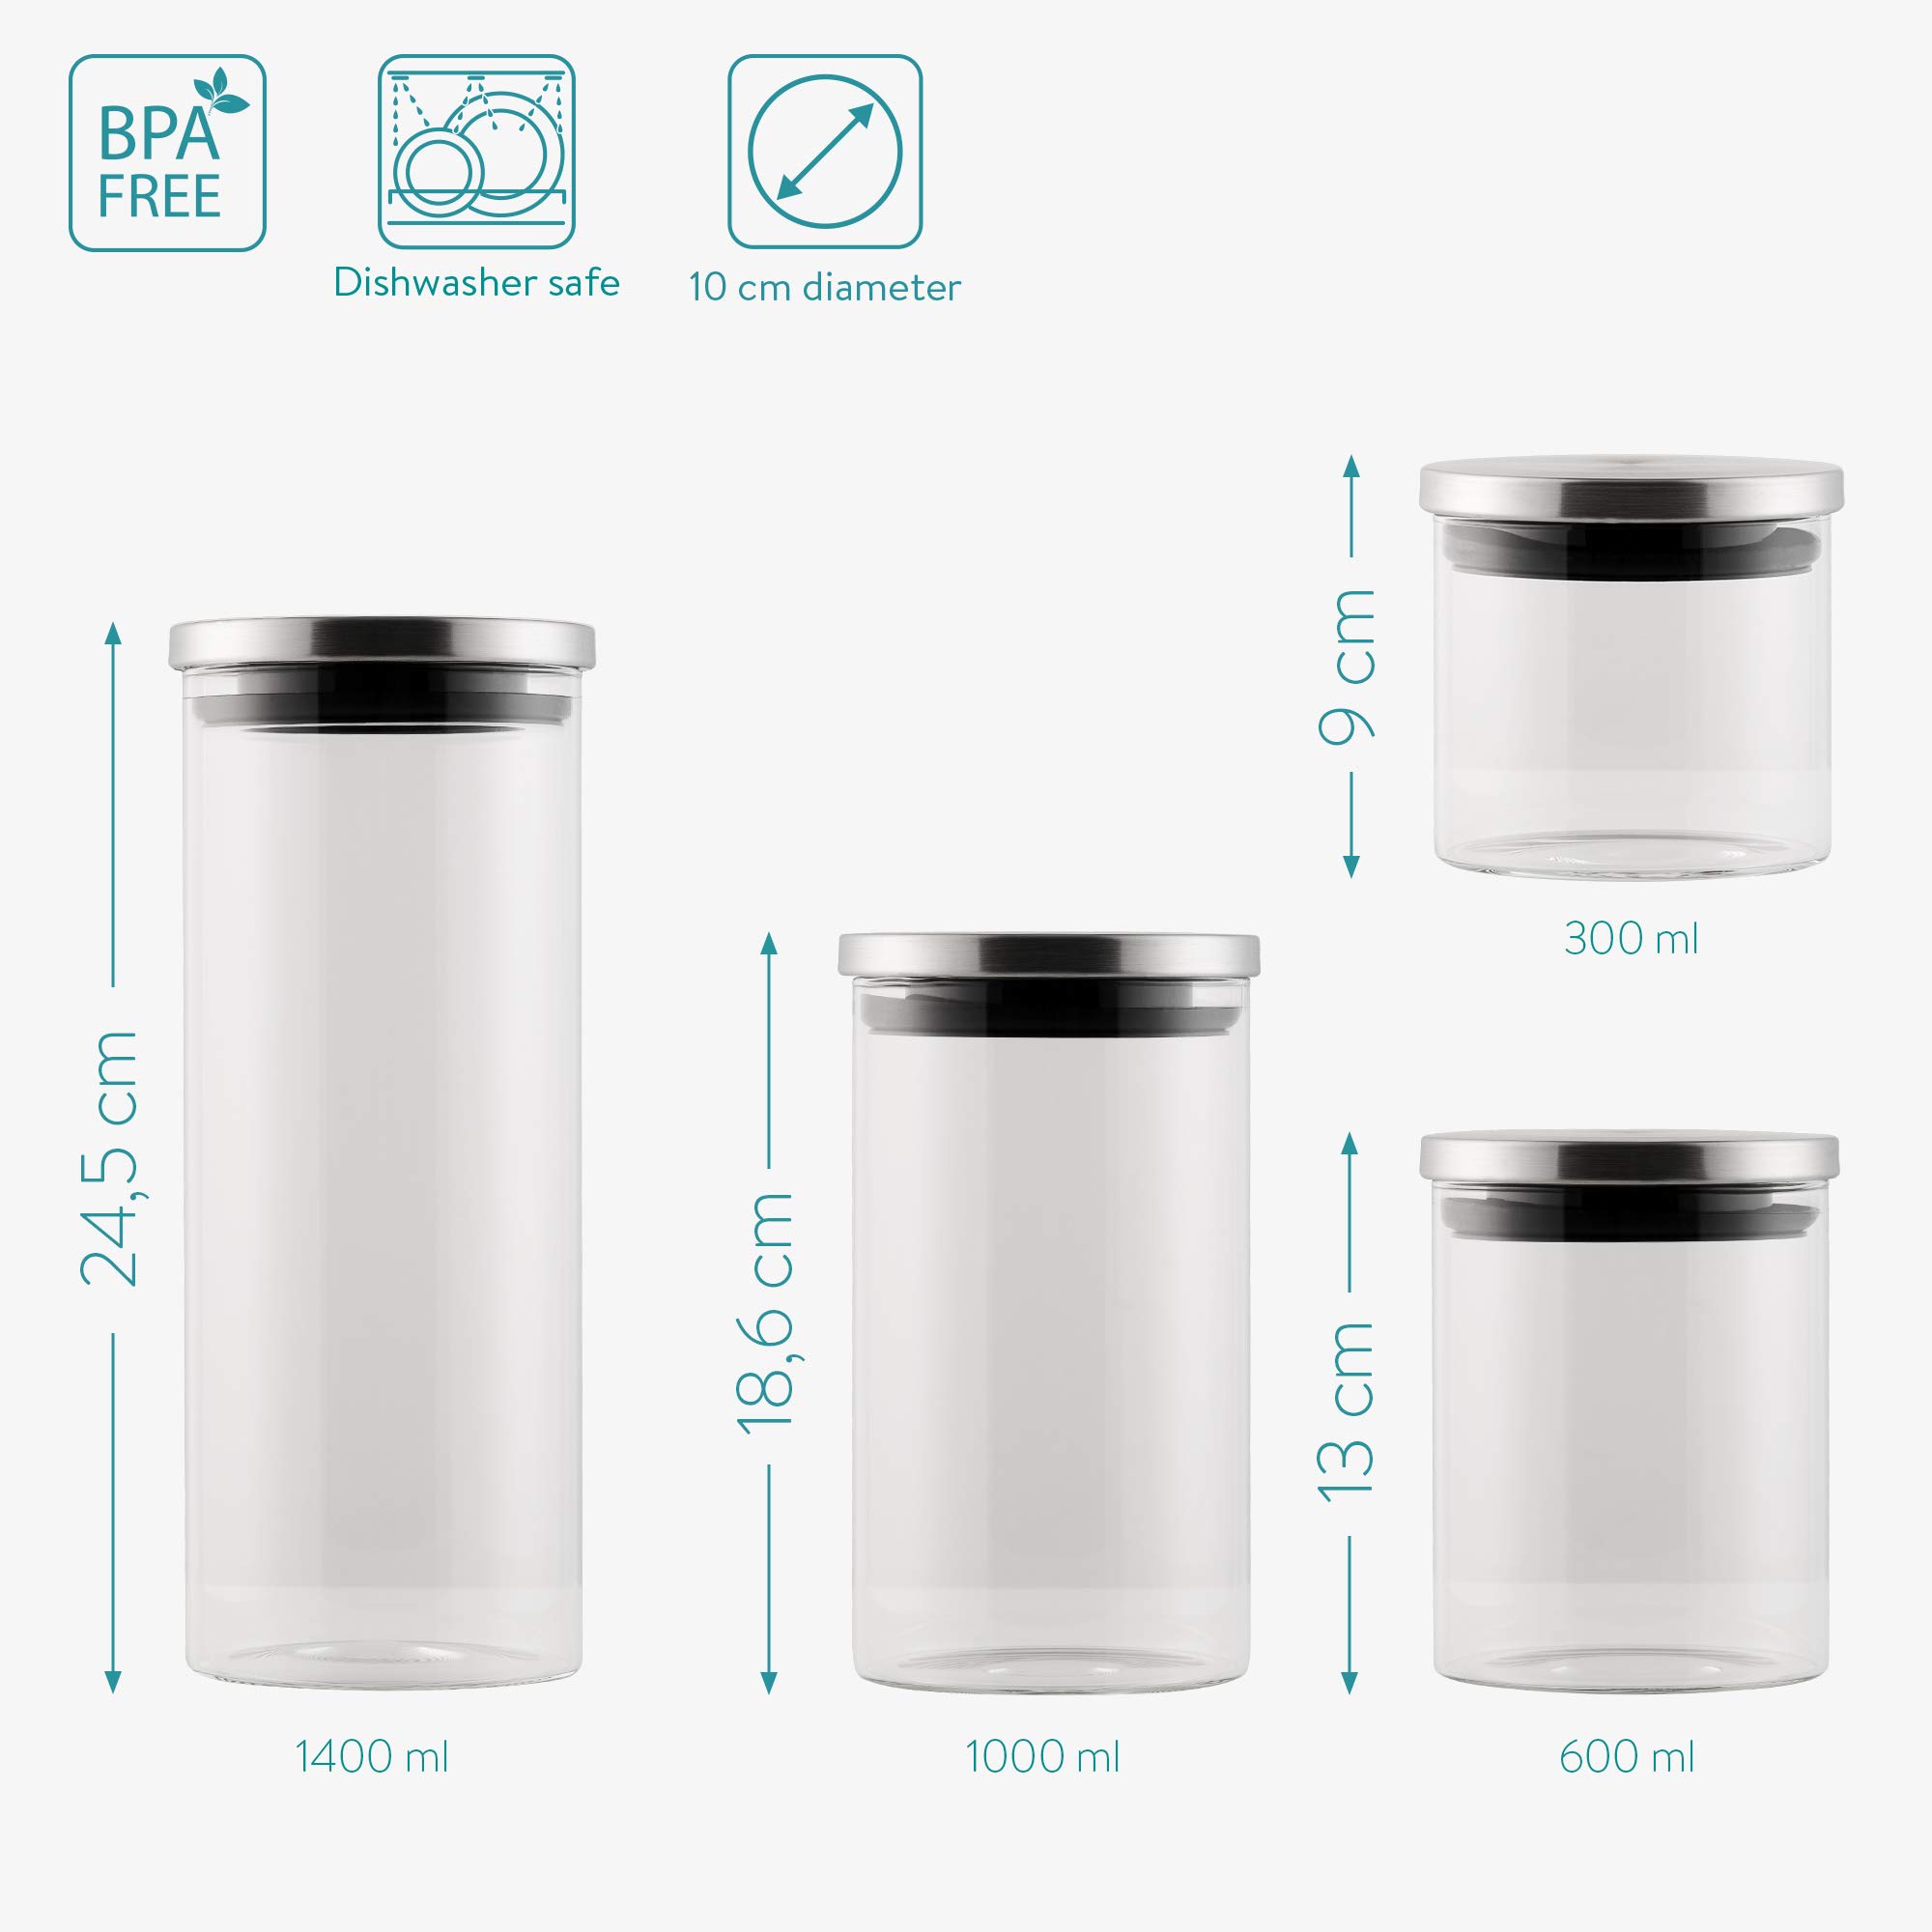 BPA
FREE
Dishwasher safe
10 cm diameter
9 cm
300 ml
24,5 cm
1400 ml
18,6 cm
1000 ml
13 cm
600 ml